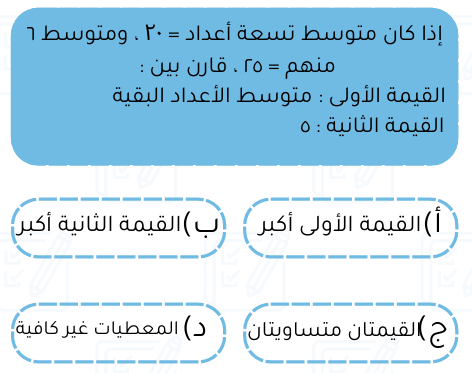 إذا كان متوسط تسعة أعداد = ٢٠ ، ومتوسط ٦
منهم = ٢٥ ، قارن بين :
القيمة الأولى : متوسط الأعداد البقية
القيمة الثانية : ٥
أ) القيمة الأولى أكبر
ب) القيمة الثانية أكبر
ج) القيمتان متساويتان
د) المعطيات غير كافية